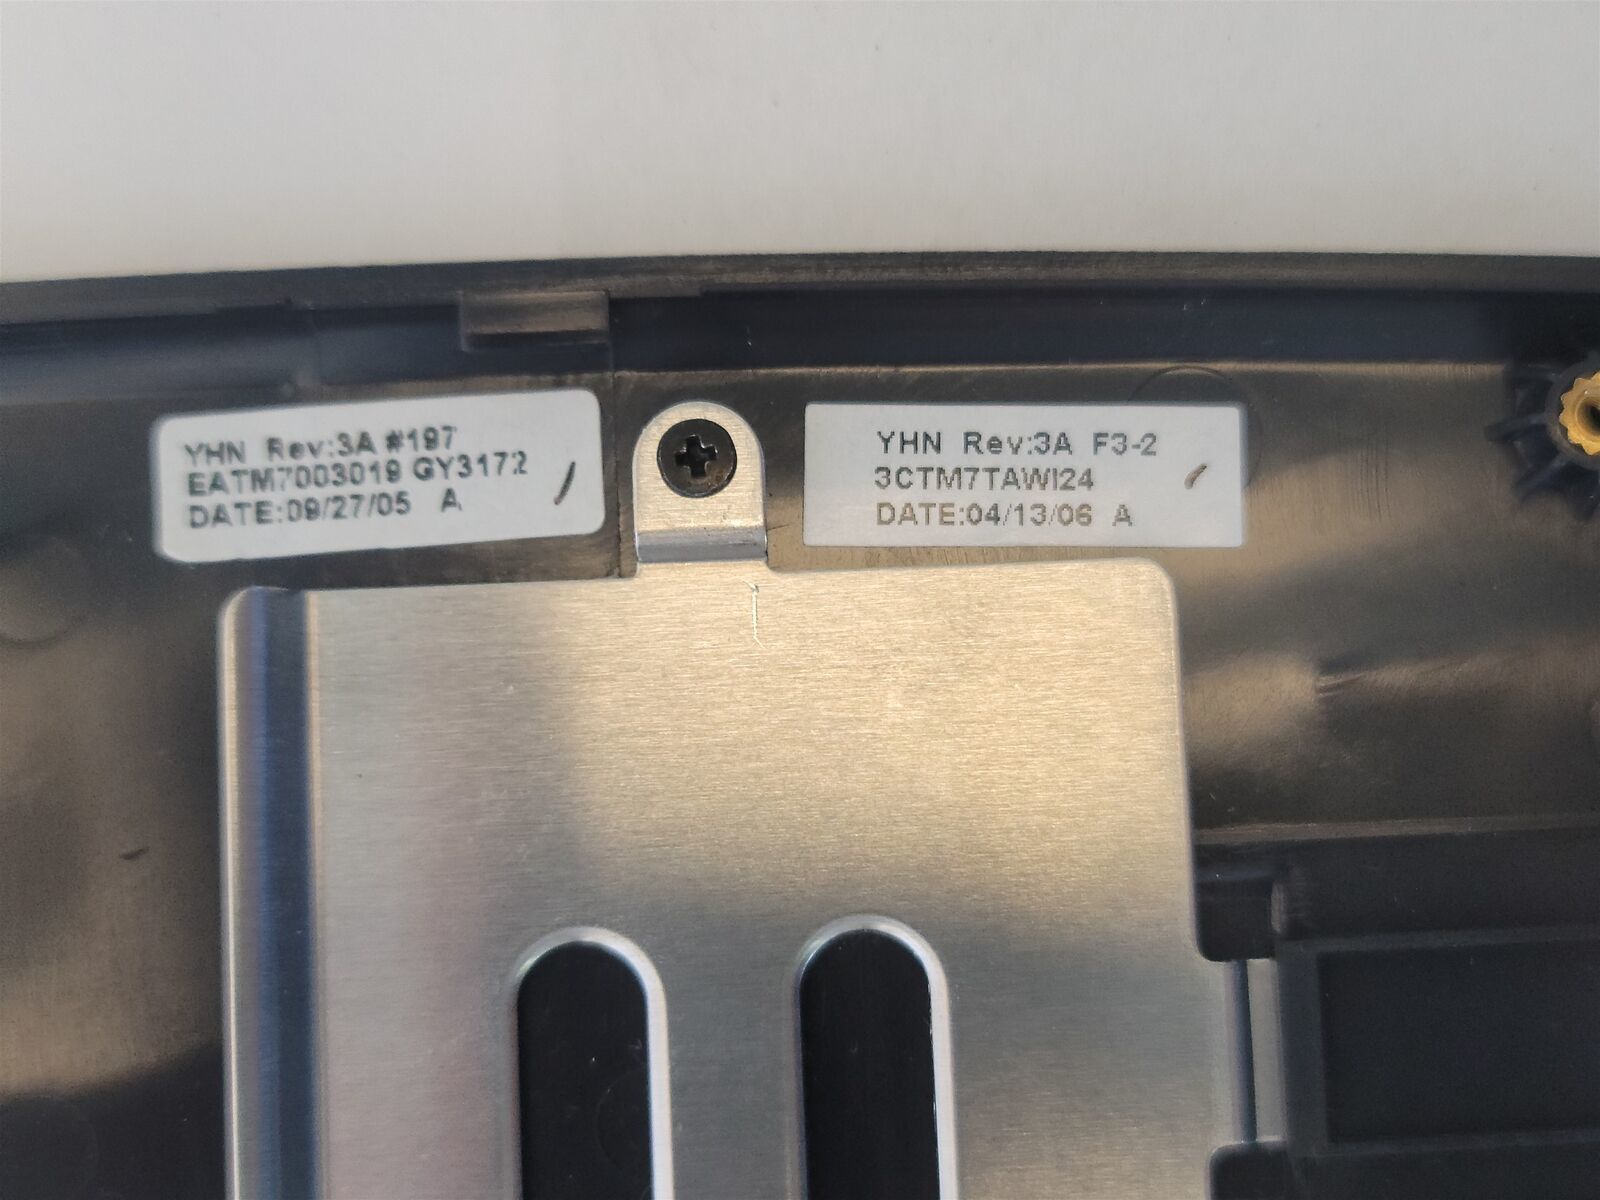 YHN Rev:3A #197
EATM7003019 GY3172
DATE:09/27/05 A
YHN Rev:3A F3-2
3CTM7TAWI24
DATE:04/13/06 A